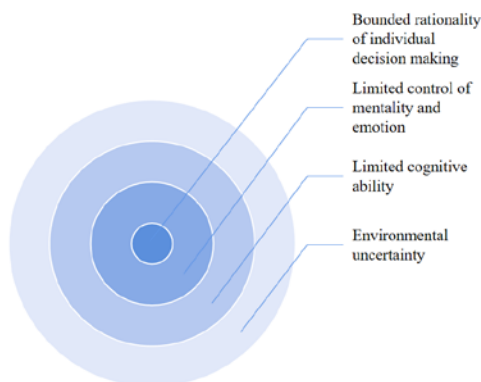 Bounded rationality
of individual
decision making
Limited control of
mentality and
emotion
Limited cognitive
ability
Environmental
uncertainty